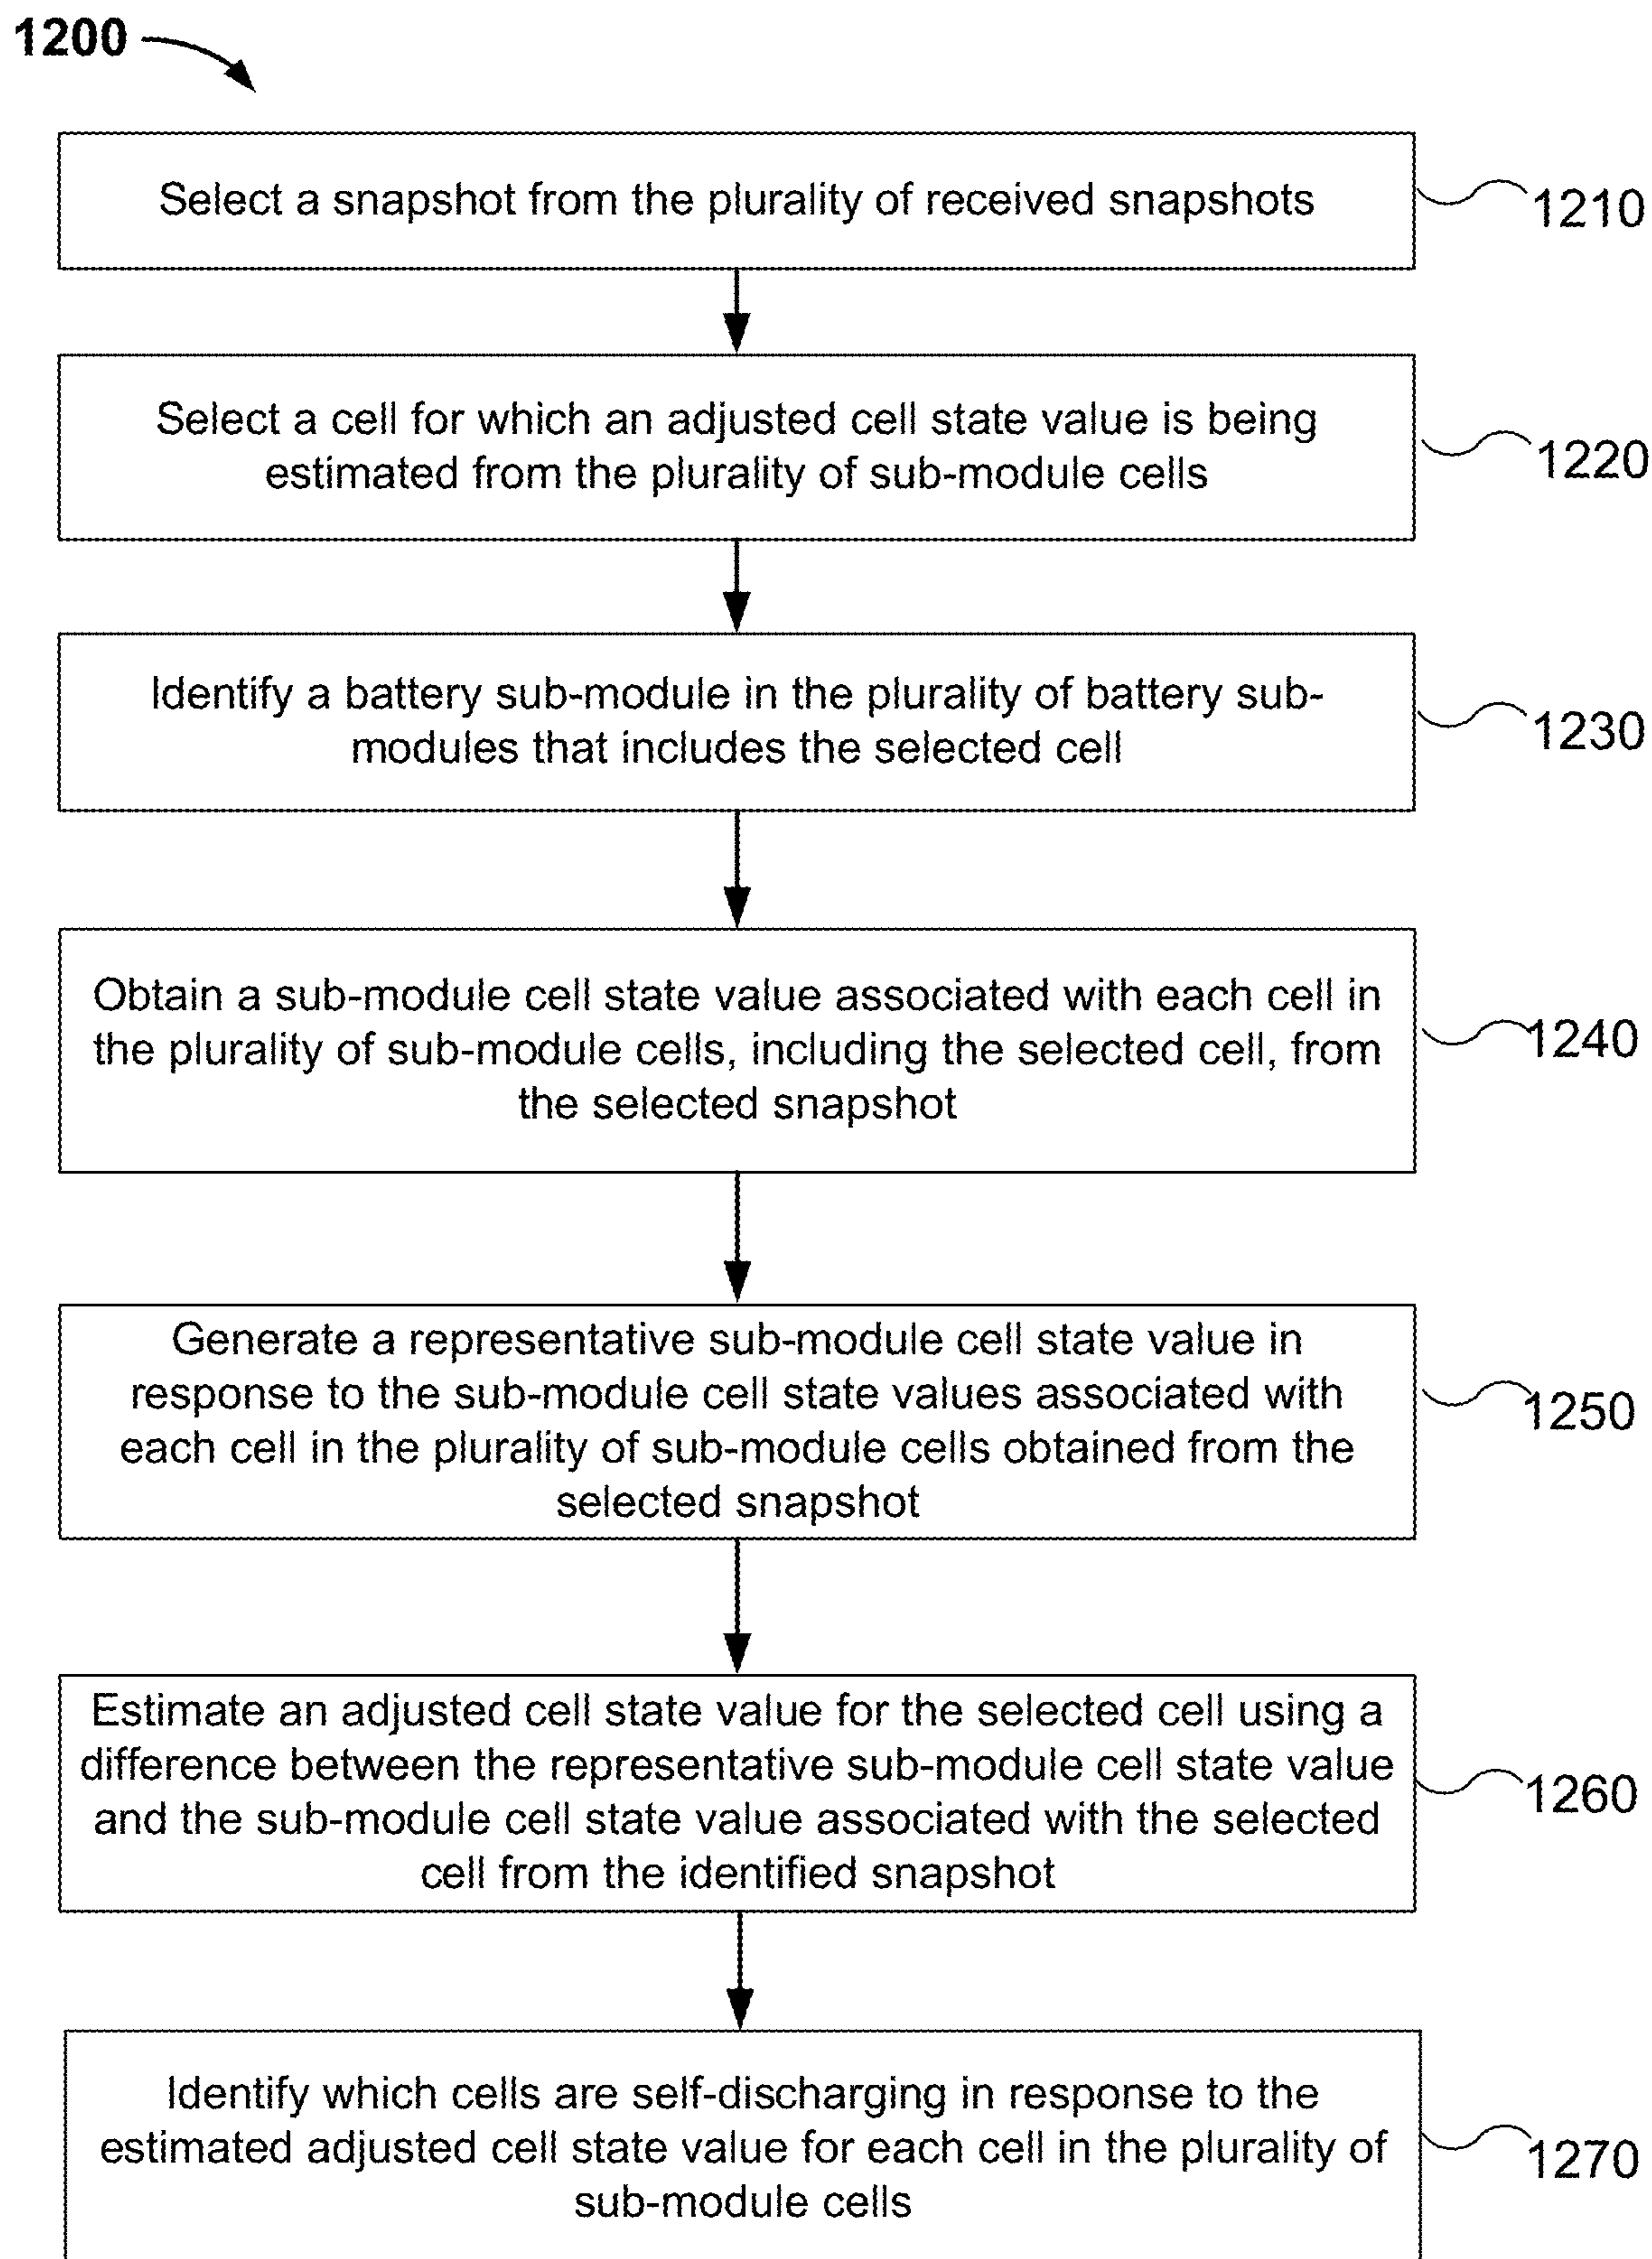 1200
Select a snapshot from the plurality of received snapshots
1210
Select a cell for which an adjusted cell state value is being
estimated from the plurality of sub-module cells
1220
Identify a battery sub-module in the plurality of battery sub-
modules that includes the selected cell
1230
Obtain a sub-module cell state value associated with each cell in
the plurality of sub-module cells, including the selected cell, from
the selected snapshot
1240
Generate a representative sub-module cell state value in
response to the sub-module cell state values associated with
each cell in the plurality of sub-module cells obtained from the
selected snapshot
1250
Estimate an adjusted cell state value for the selected cell using a
difference between the representative sub-module cell state value
and the sub-module cell state value associated with the selected
cell from the identified snapshot
1260
Identify which cells are self-discharging in response to the
estimated adjusted cell state value for each cell in the plurality of
sub-module cells
1270